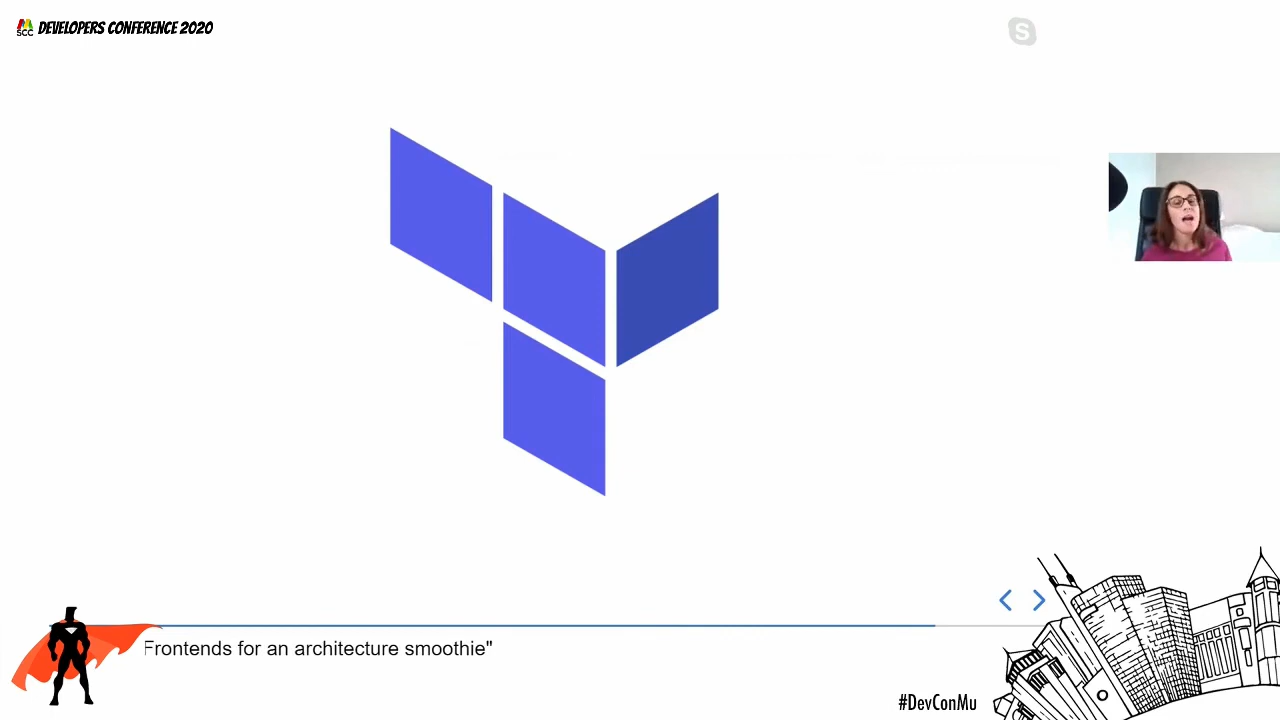 SCC DEVELOPERS CONFERENCE 2020
S
Frontends for an architecture smoothie"
#DevConMu